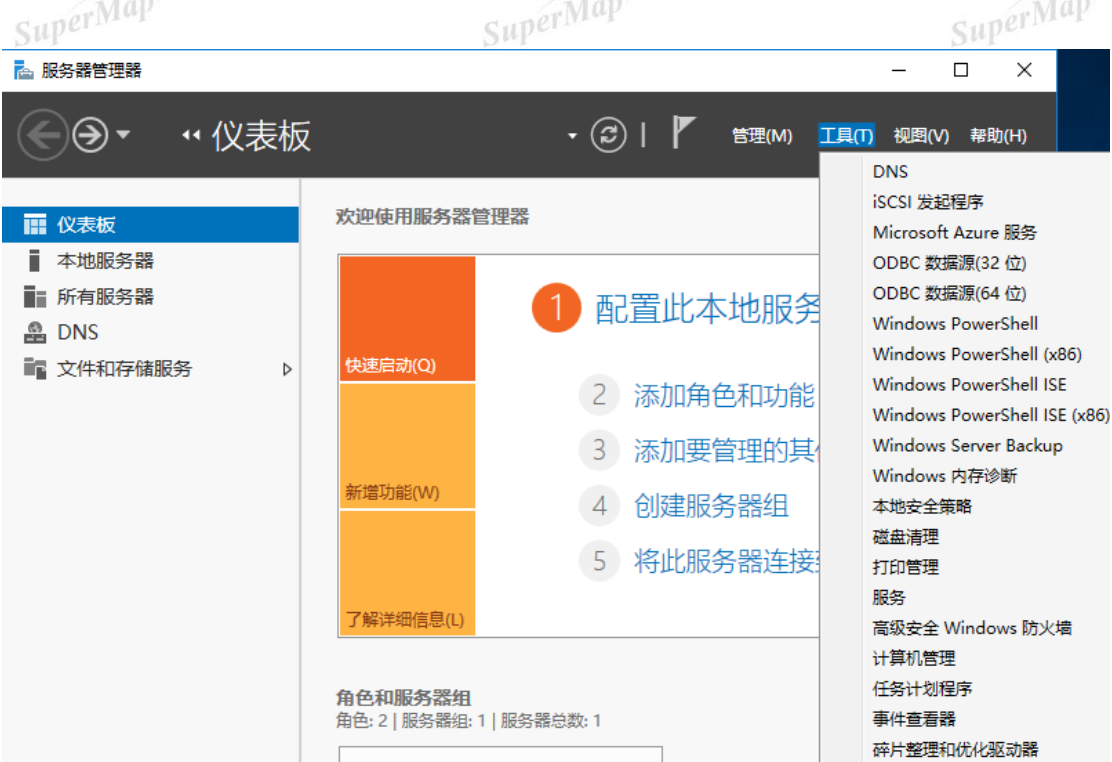 SuperMap SuperMap SuperMap
服务器管理器
仪表板
管理(M) 工具(T) 视图(V) 帮助(H)
仪表板
本地服务器
所有服务器
DNS
文件和存储服务
欢迎使用服务器管理器
快速启动(Q)
新增功能(W)
了解详细信息(L)
1 配置此本地服务
2 添加角色和功能
3 添加要管理的其
4 创建服务器组
5 将此服务器连接
角色和服务器组
角色: 2 | 服务器组: 1 | 服务器总数: 1
DNS
iSCSI 发起程序
Microsoft Azure 服务
ODBC 数据源(32 位)
ODBC 数据源(64 位)
Windows PowerShell
Windows PowerShell (x86)
Windows PowerShell ISE
Windows PowerShell ISE (x86)
Windows Server Backup
Windows 内存诊断
本地安全策略
磁盘清理
打印管理
服务
高级安全 Windows 防火墙
计算机管理
任务计划程序
事件查看器
碎片整理和优化驱动器